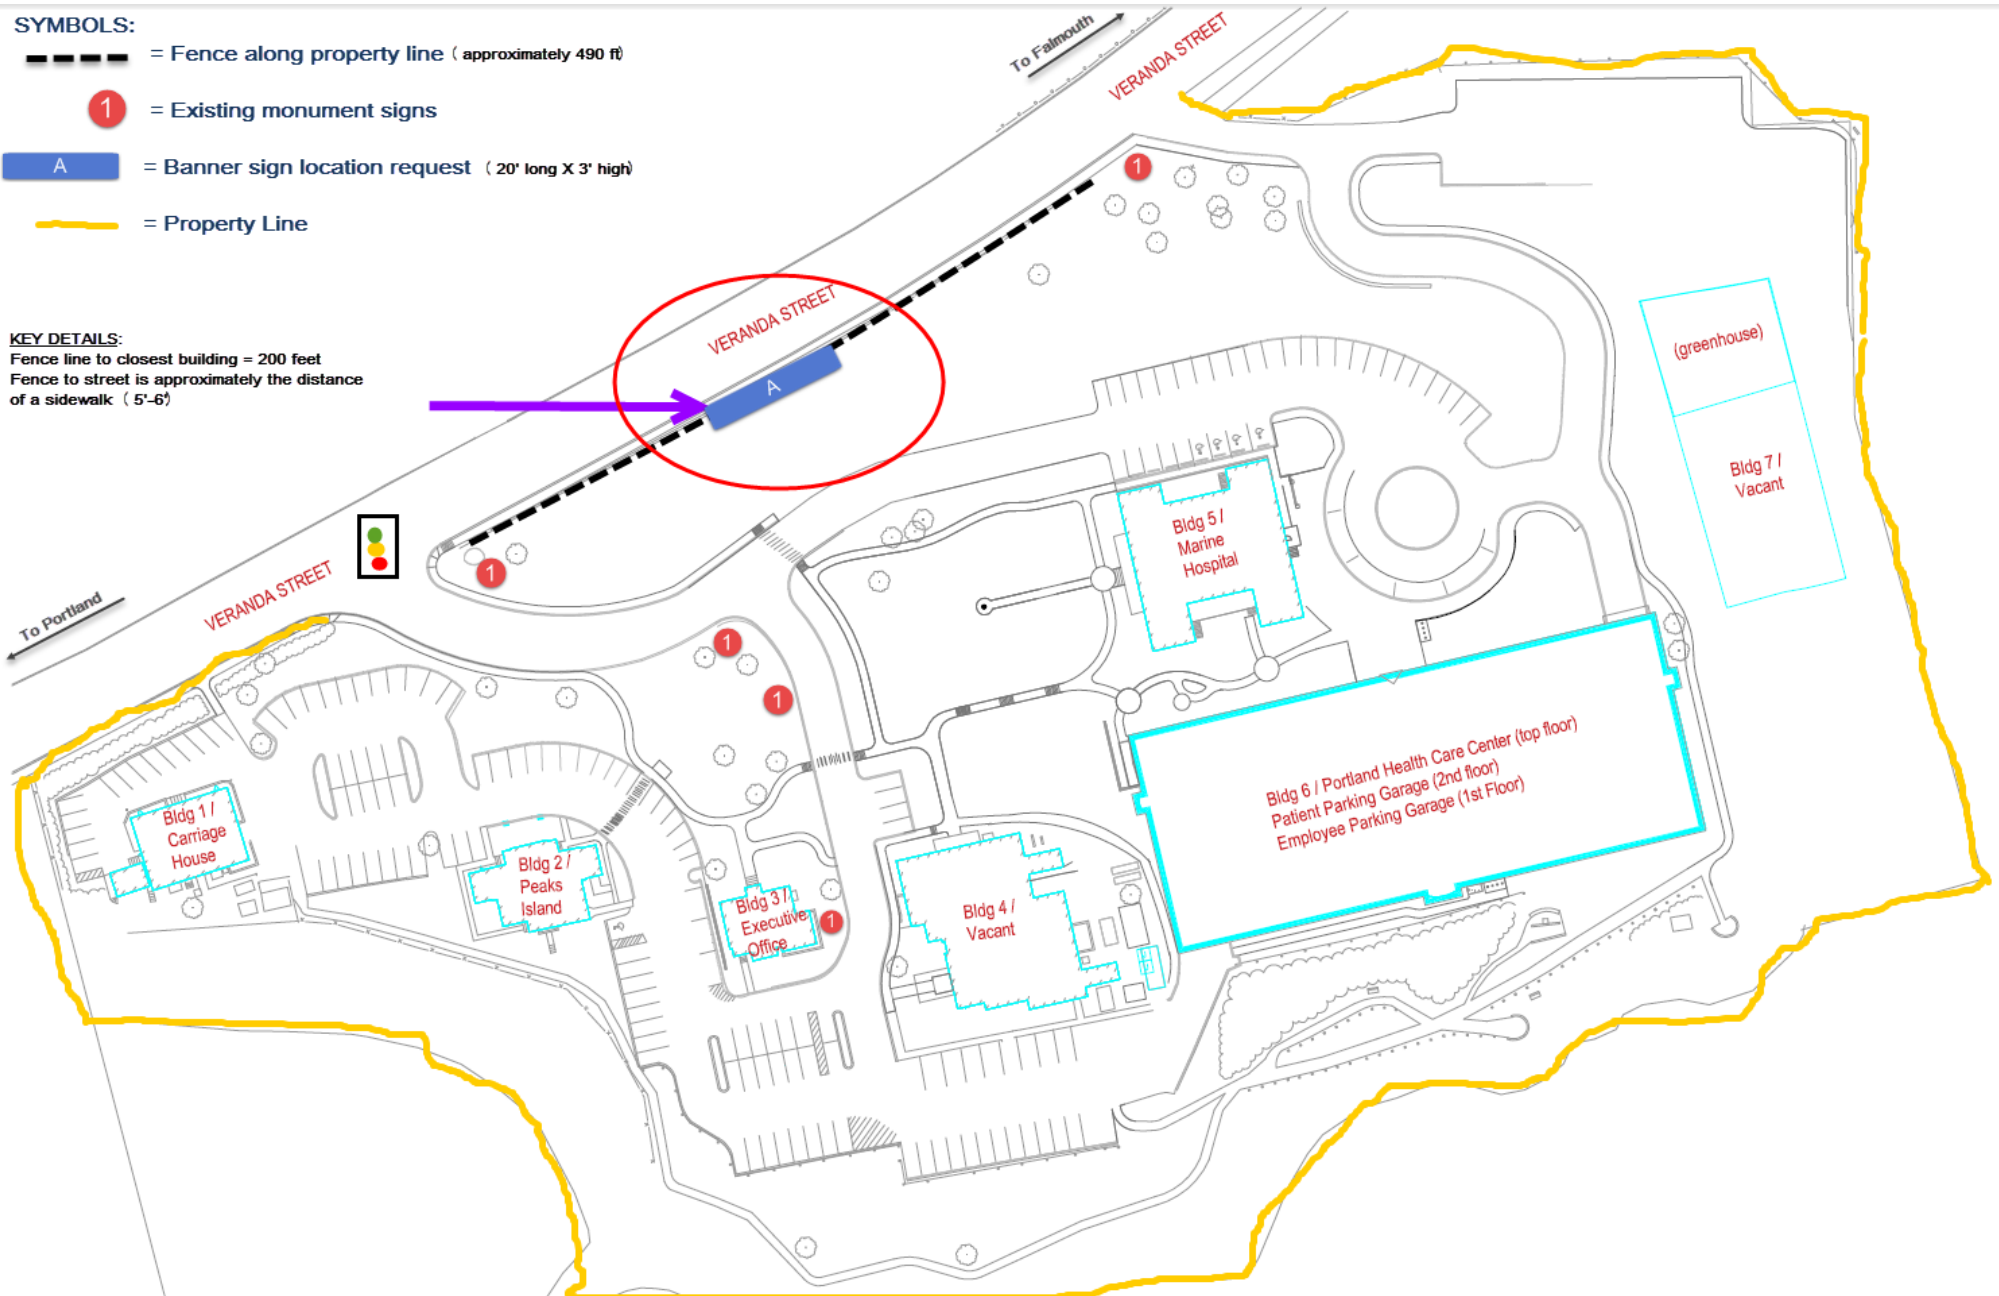 SYMBOLS:
= Fence along property line ( approximately 490 ft)
1 = Existing monument signs
A = Banner sign location request ( 20' long X 3' high)
= Property Line
KEY DETAILS:
Fence line to closest building = 200 feet
Fence to street is approximately the distance
of a sidewalk ( 5'-6')
To Falmouth
VERANDA STREET
1
VERANDA STREET
A
(greenhouse)
Bldg 7 /
Vacant
Bldg 5 /
Marine
Hospital
1
VERANDA STREET
To Portland
1
1
Bldg 6 / Portland Health Care Center (top floor)
Patient Parking Garage (2nd floor)
Employee Parking Garage (1st Floor)
Bldg 1 /
Carriage
House
Bldg 2 /
Peaks
Island
Bldg 3 /
Executive
Office
1
Bldg 4 /
Vacant